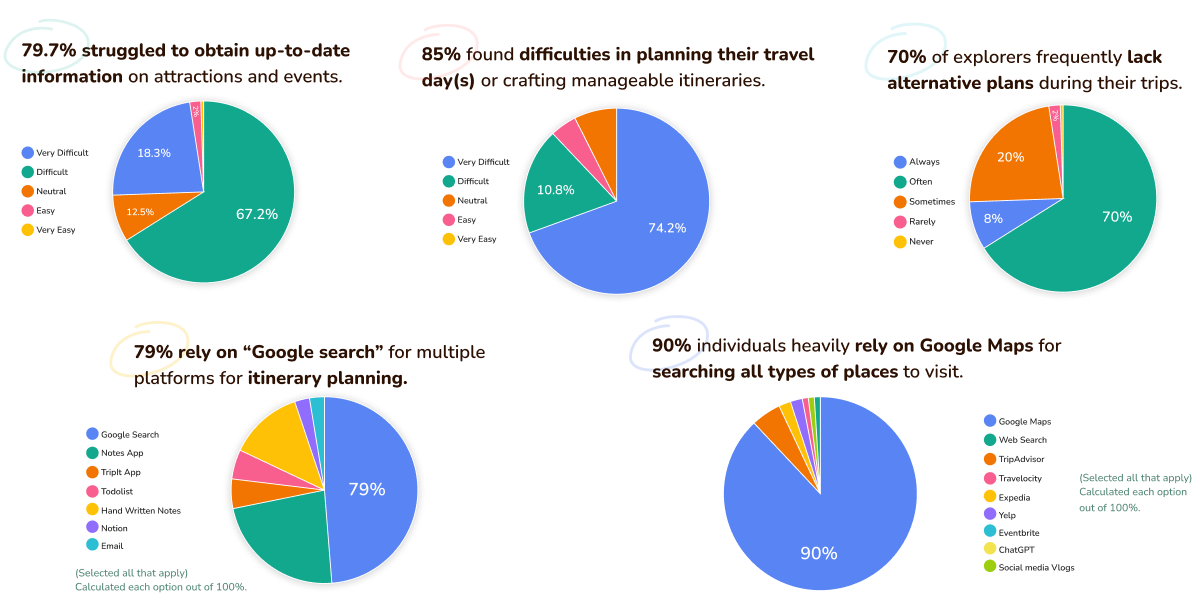 79.7% struggled to obtain up-to-date
information on attractions and events.
Very Difficult
Difficult
Neutral
Easy
Very Easy
2%
18.3%
12.5%
67.2%
85% found difficulties in planning their travel
day(s) or crafting manageable itineraries.
Very Difficult
Difficult
Neutral
Easy
Very Easy
10.8%
74.2%
70% of explorers frequently lack
alternative plans during their trips.
Always
Often
Sometimes
Rarely
Never
2%
20%
8%
70%
79% rely on “Google search” for multiple
platforms for itinerary planning.
Google Search
Notes App
TripIt App
Todolist
Hand Written Notes
Notion
Email
79%
(Selected all that apply)
Calculated each option out of 100%.
90% individuals heavily rely on Google Maps for
searching all types of places to visit.
90%
Google Maps
Web Search
TripAdvisor
Travelocity
Expedia
Yelp
Eventbrite
ChatGPT
Social media Vlogs
(Selected all that apply)
Calculated each option
out of 100%.